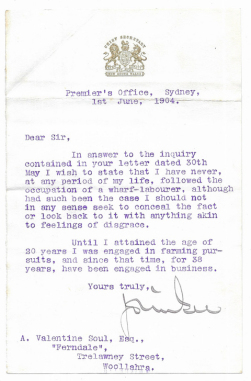 CHIEF SECRETARY
Premier's Office, Sydney,
1st June, 1904.
Dear Sir,
In answer to the inquiry
contained in your letter dated 30th
May I wish to state that I have never,
at any period of my life, followed the
occupation of a wharf-labourer, although
had such been the case I should not
in any sense seek to conceal the fact
or look back to it with anything akin
to feelings of disgrace.
Until I attained the age of
20 years I was engaged in farming pur-
suits, and since that time, for 38
years, have been engaged in business.
Yours truly,
John See
A. Valentine Soul, Esq.,
"Ferndale",
Trelawney Street,
Woollahra.